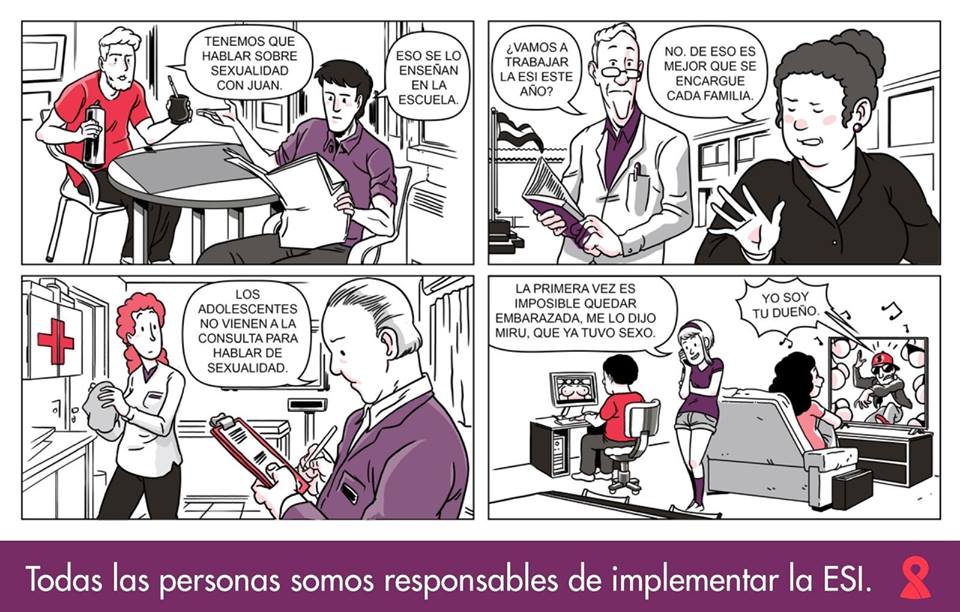 TENEMOS QUE
HABLAR SOBRE
SEXUALIDAD
CON JUAN.
ESO SE LO
ENSEÑAN
EN LA
ESCUELA.
¿VAMOS A
TRABAJAR
LA ESI ESTE
AÑO?
NO. DE ESO ES
MEJOR QUE SE
ENCARGUE
CADA FAMILIA.
LOS
ADOLESCENTES
NO VIENEN A LA
CONSULTA PARA
HABLAR DE
SEXUALIDAD.
LA PRIMERA VEZ ES
IMPOSIBLE QUEDAR
EMBARAZADA, ME LO DIJO
MIRU, QUE YA TUVO SEXO.
YO SOY
TU DUEÑO.
Todas las personas somos responsables de implementar la ESI.